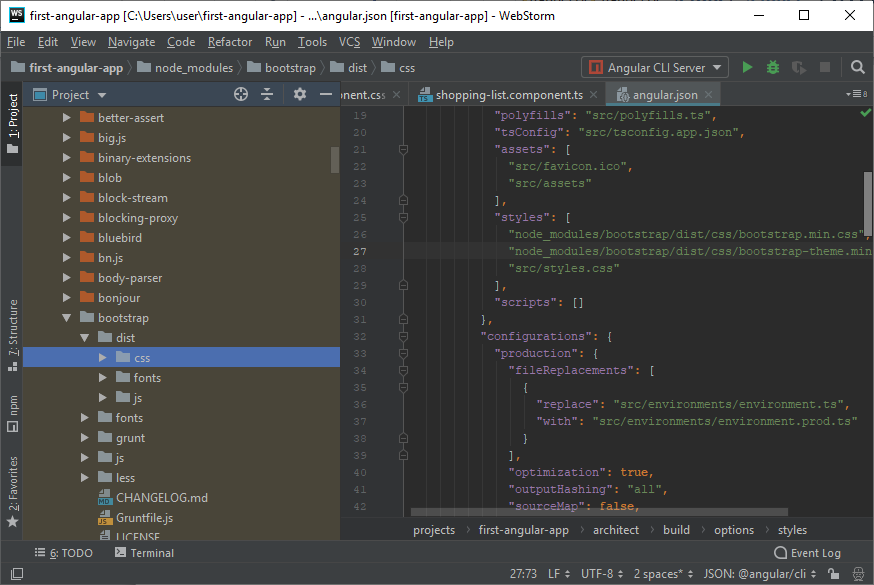 WS first-angular-app [C:\Users\user\first-angular-app] - ...\angular.json [first-angular-app] - WebStorm
File Edit View Navigate Code Refactor Run Tools VCS Window Help
first-angular-app node_modules bootstrap dist css Angular CLI Server
1: Project
7: Structure
npm
2: Favorites
Project
better-assert
big.js
binary-extensions
blob
block-stream
blocking-proxy
bluebird
bn.js
body-parser
bonjour
bootstrap
dist
css
fonts
js
fonts
grunt
js
less
CHANGELOG.md
Gruntfile.js
LICENSE
onent.css shopping-list.component.ts angular.json 8
19 "polyfills": "src/polyfills.ts",
20 "tsConfig": "src/tsconfig.app.json",
21 "assets": [
22 "src/favicon.ico",
23 "src/assets"
24 ],
25 "styles": [
26 "node_modules/bootstrap/dist/css/bootstrap.min.css",
27 "node_modules/bootstrap/dist/css/bootstrap-theme.min
28 "src/styles.css"
29 ],
30 "scripts": []
31 },
32 "configurations": {
33 "production": {
34 "fileReplacements": [
35 {
36 "replace": "src/environments/environment.ts",
37 "with": "src/environments/environment.prod.ts"
38 }
39 ],
40 "optimization": true,
41 "outputHashing": "all",
42 "sourceMap": false,
projects first-angular-app architect build options styles
6: TODO Terminal Event Log
27:73 LF UTF-8 2 spaces* JSON: @angular/cli